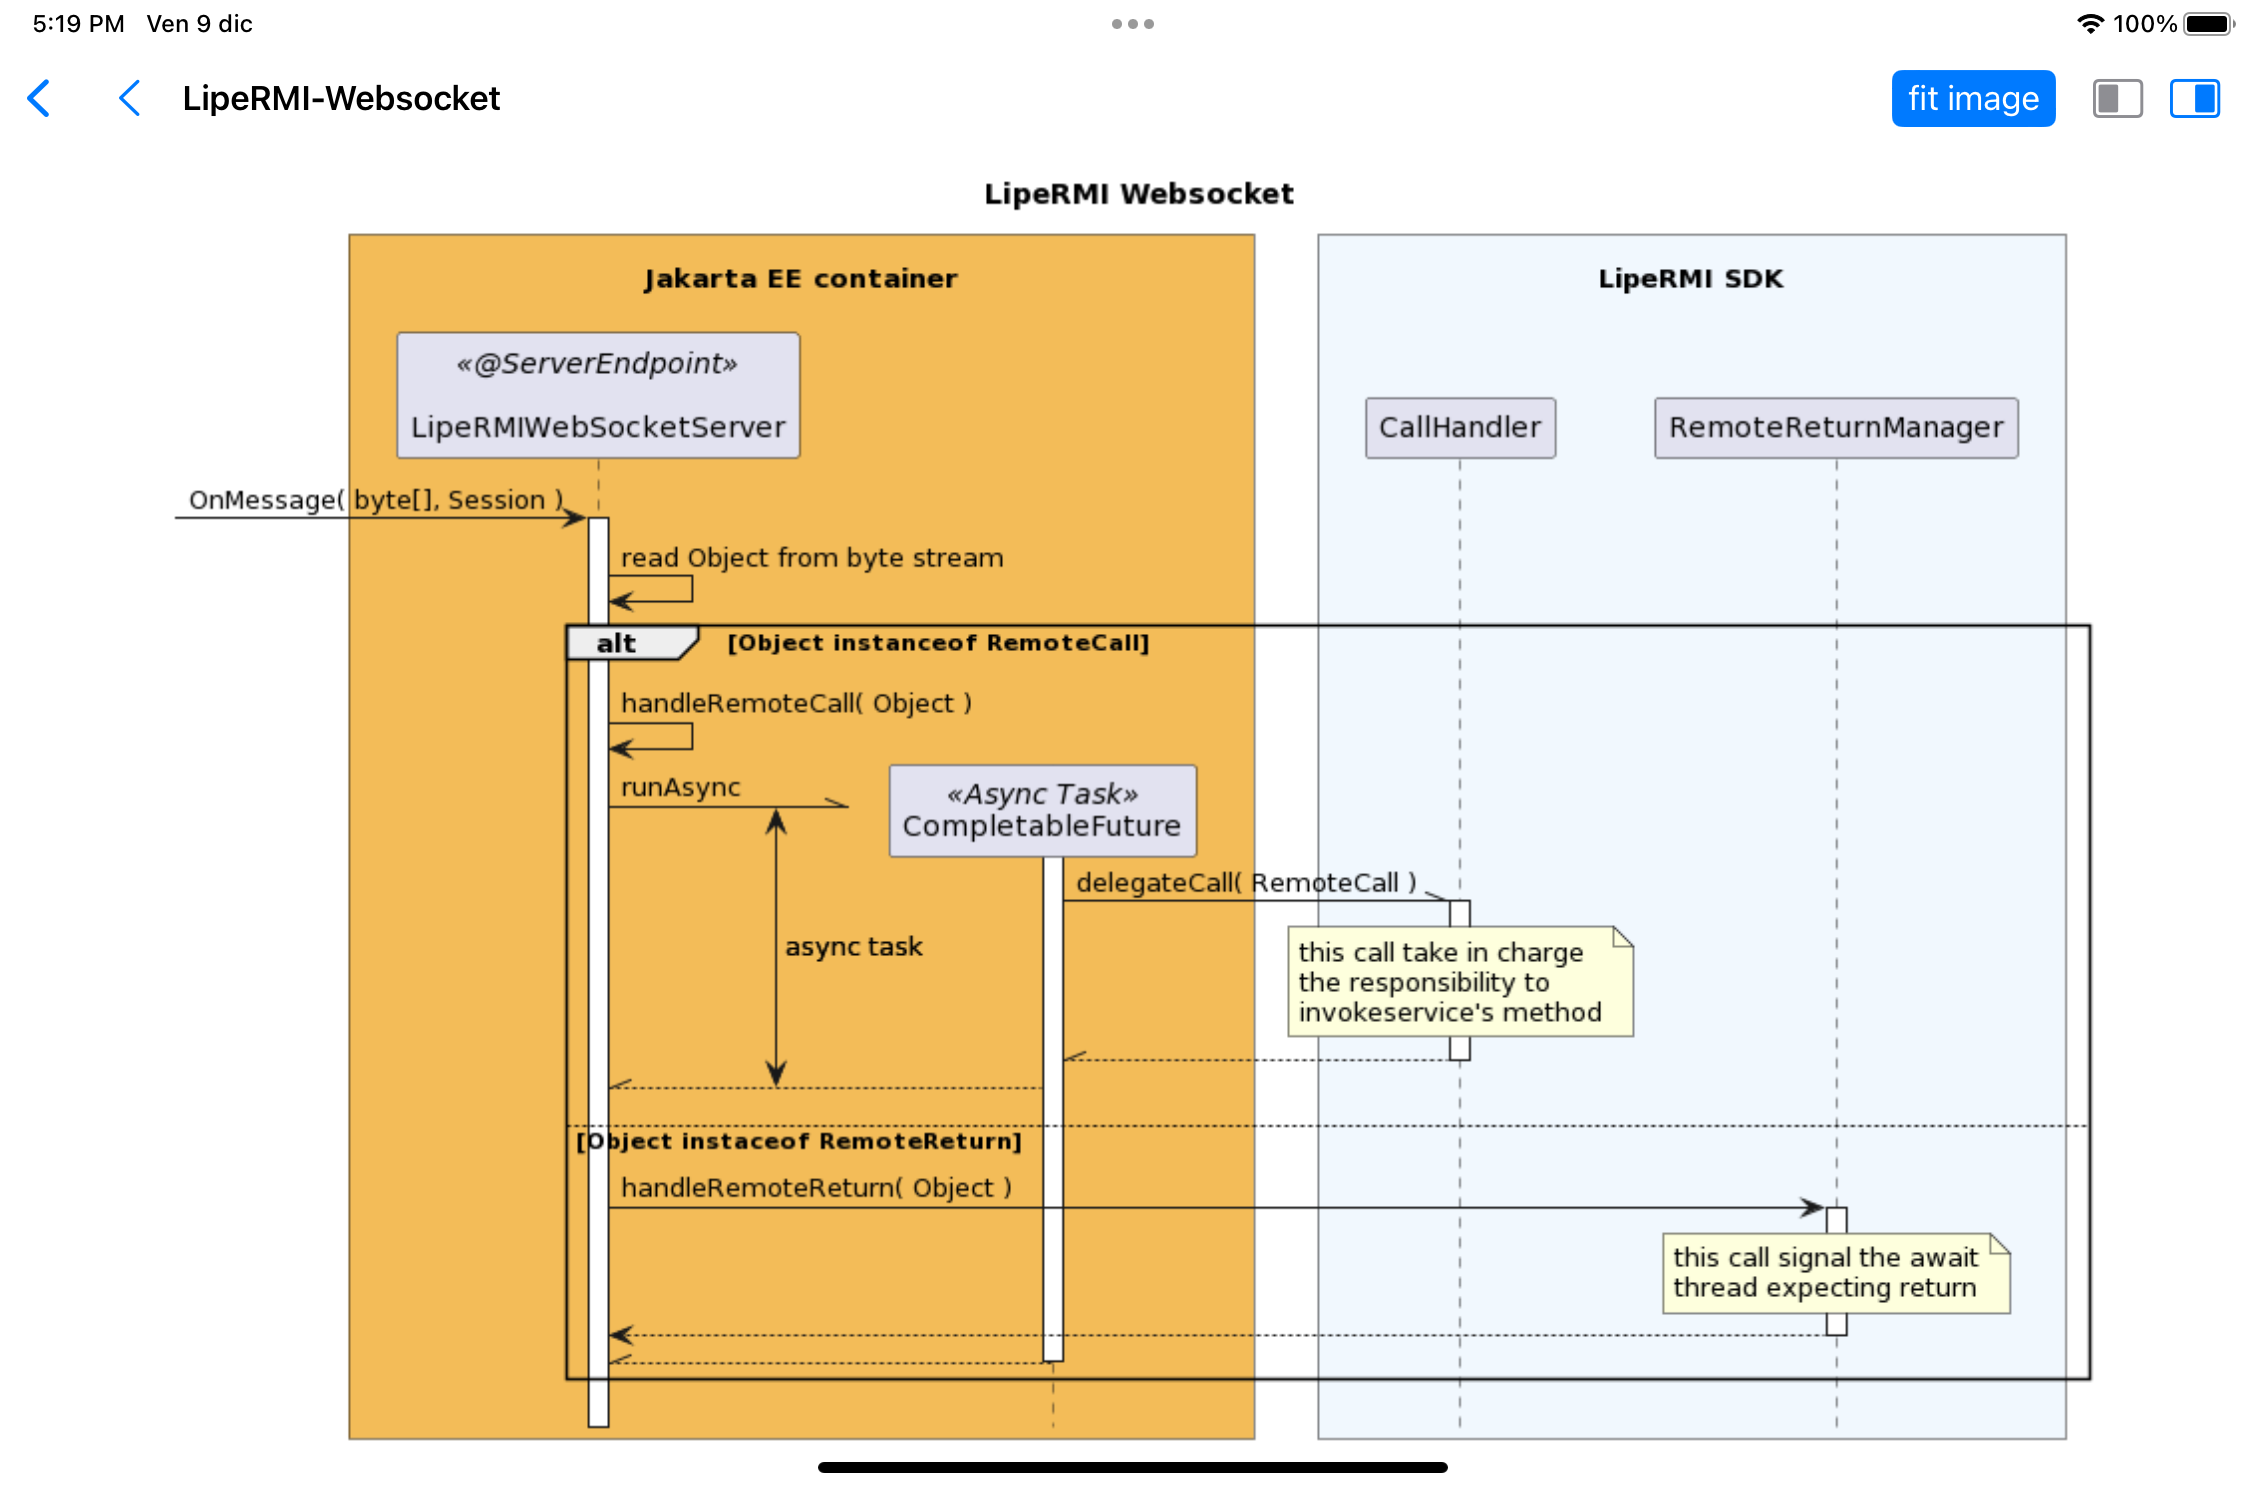 5:19 PM Ven 9 dic
100%
LipeRMI-Websocket
fit image
LipeRMI Websocket
Jakarta EE container
LipeRMI SDK
«@ServerEndpoint»
LipeRMIWebSocketServer
CallHandler
RemoteReturnManager
OnMessage( byte[], Session )
read Object from byte stream
alt
[Object instanceof RemoteCall]
handleRemoteCall( Object )
runAsync
«Async Task»
CompletableFuture
delegateCall( RemoteCall )
async task
this call take in charge
the responsibility to
invokeservice's method
[Object instaceof RemoteReturn]
handleRemoteReturn( Object )
this call signal the await
thread expecting return